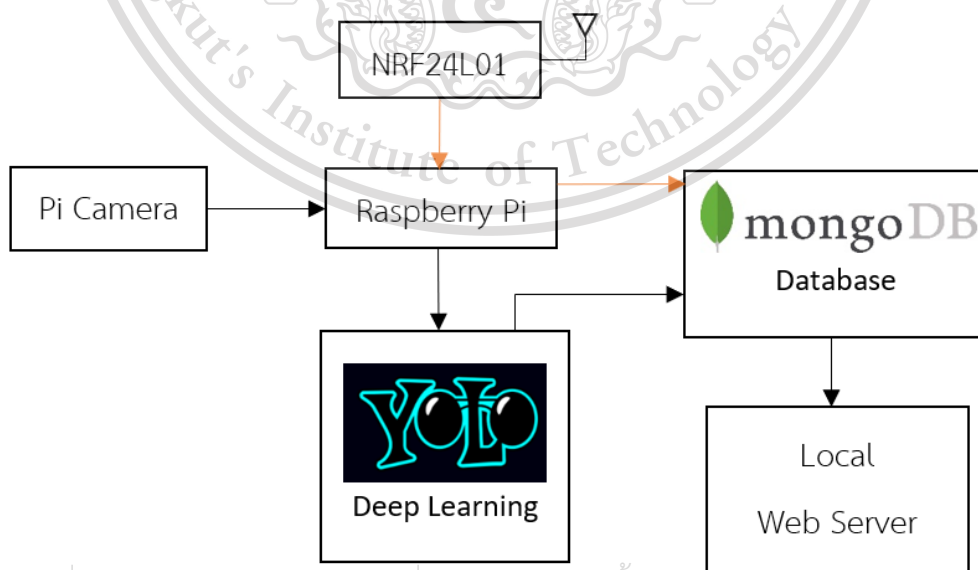 NRF24L01
kut's Institute of Technology
Pi Camera
Raspberry Pi
mongoDB
Database
YOLO
Deep Learning
Local
Web Server